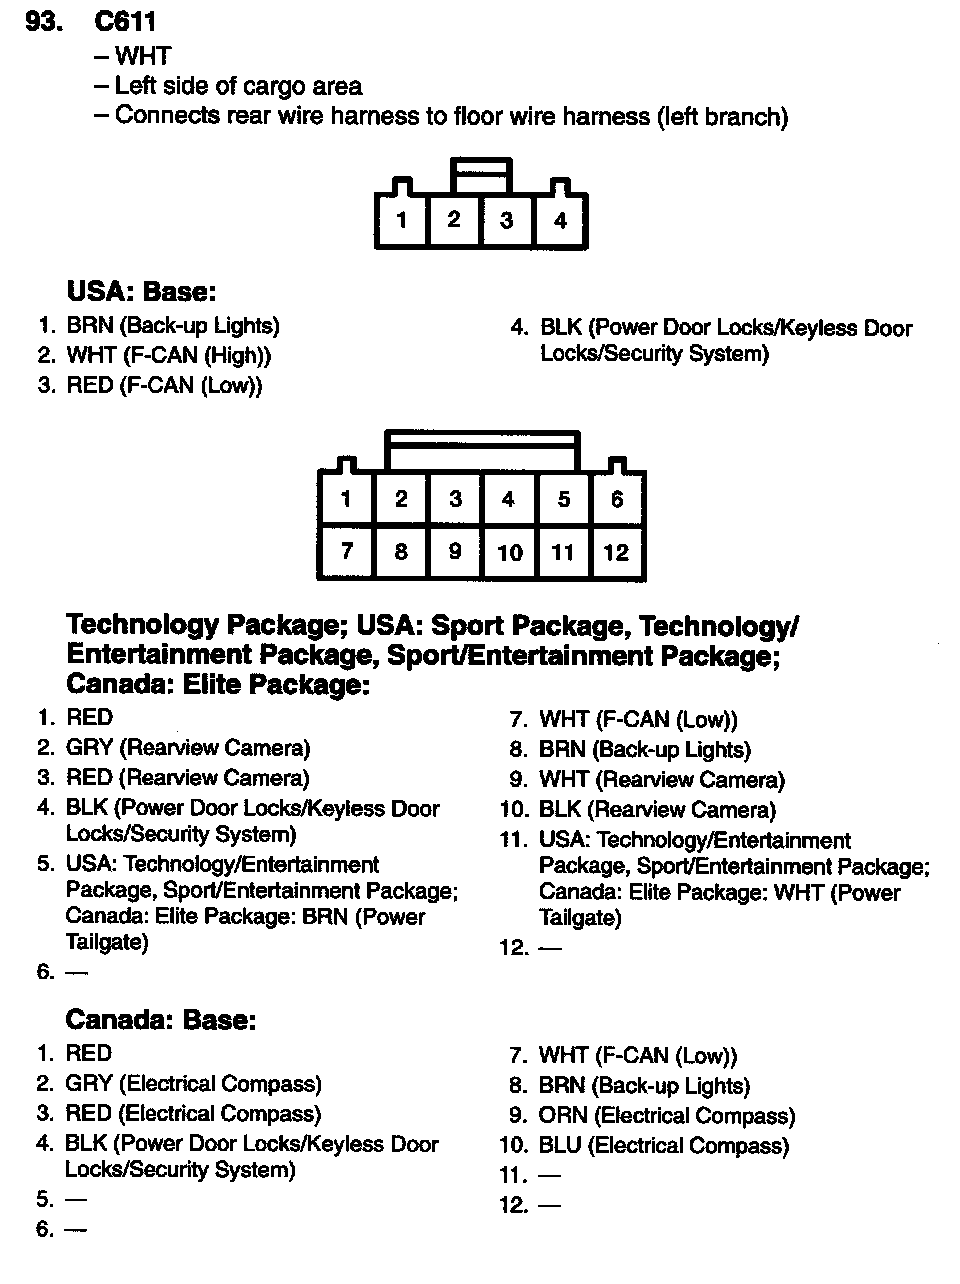 93. C611
– WHT
– Left side of cargo area
– Connects rear wire harness to floor wire harness (left branch)
1 2 3 4
USA: Base:
1. BRN (Back-up Lights)
2. WHT (F-CAN (High))
3. RED (F-CAN (Low))
4. BLK (Power Door Locks/Keyless Door
Locks/Security System)
1 2 3 4 5 6
7 8 9 10 11 12
Technology Package; USA: Sport Package, Technology/
Entertainment Package, Sport/Entertainment Package;
Canada: Elite Package:
1. RED
2. GRY (Rearview Camera)
3. RED (Rearview Camera)
4. BLK (Power Door Locks/Keyless Door
Locks/Security System)
5. USA: Technology/Entertainment
Package, Sport/Entertainment Package;
Canada: Elite Package: BRN (Power
Tailgate)
6. —
7. WHT (F-CAN (Low))
8. BRN (Back-up Lights)
9. WHT (Rearview Camera)
10. BLK (Rearview Camera)
11. USA: Technology/Entertainment
Package, Sport/Entertainment Package;
Canada: Elite Package: WHT (Power
Tailgate)
12. —
Canada: Base:
1. RED
2. GRY (Electrical Compass)
3. RED (Electrical Compass)
4. BLK (Power Door Locks/Keyless Door
Locks/Security System)
5. —
6. —
7. WHT (F-CAN (Low))
8. BRN (Back-up Lights)
9. ORN (Electrical Compass)
10. BLU (Electrical Compass)
11. —
12. —